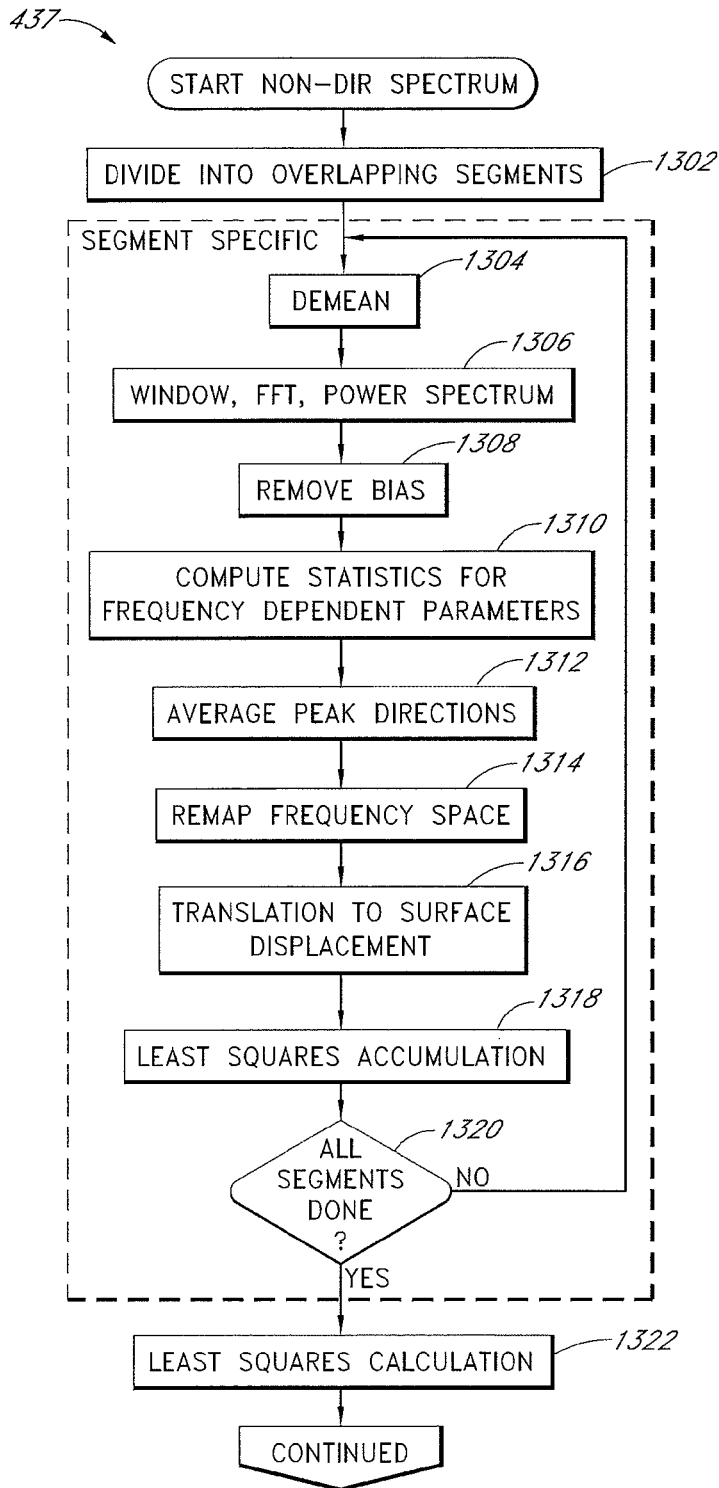 437
START NON-DIR SPECTRUM
DIVIDE INTO OVERLAPPING SEGMENTS
1302
SEGMENT SPECIFIC
1304
DEMEAN
1306
WINDOW, FFT, POWER SPECTRUM
1308
REMOVE BIAS
1310
COMPUTE STATISTICS FOR
FREQUENCY DEPENDENT PARAMETERS
1312
AVERAGE PEAK DIRECTIONS
1314
REMAP FREQUENCY SPACE
1316
TRANSLATION TO SURFACE
DISPLACEMENT
1318
LEAST SQUARES ACCUMULATION
1320
ALL
SEGMENTS
DONE
?
NO
YES
LEAST SQUARES CALCULATION
1322
CONTINUED